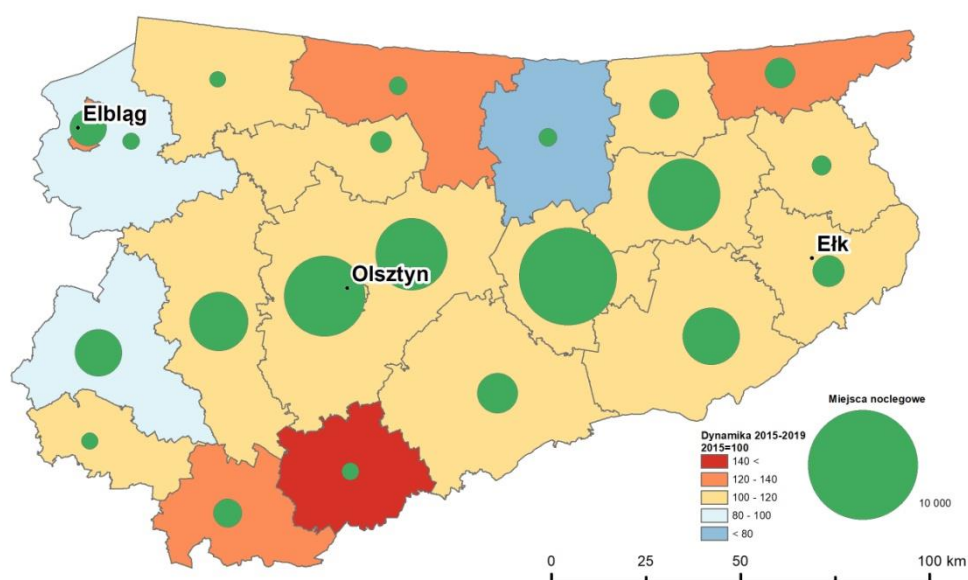 Elbląg
Olsztyn
Ełk
Miejsca noclegowe
10 000
Dynamika 2015-2019
2015=100
140 <
120 - 140
100 - 120
80 - 100
< 80
0 25 50 100 km